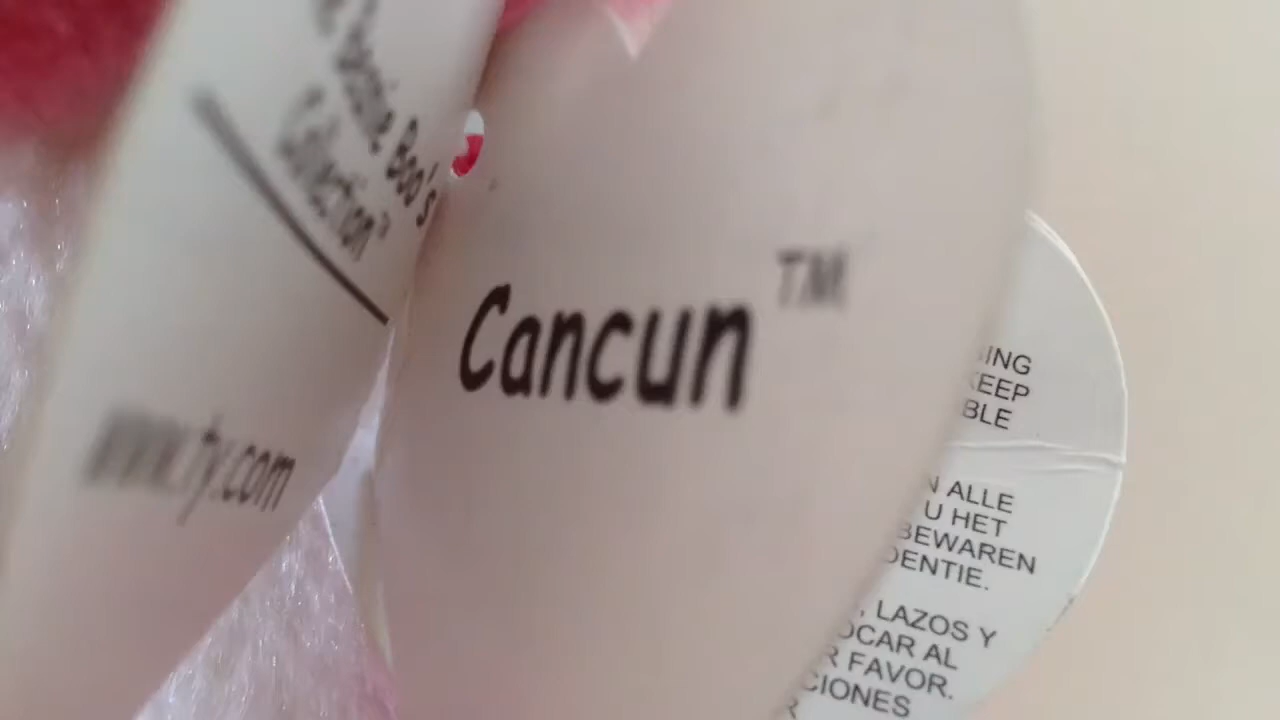 Beanie Boo's
Collection
www.ty.com
Cancun TM
ING
KEEP
BLE
N ALLE
U HET
BEWAREN
DENTIE.
, LAZOS Y
OCAR AL
R FAVOR.
CIONES
R